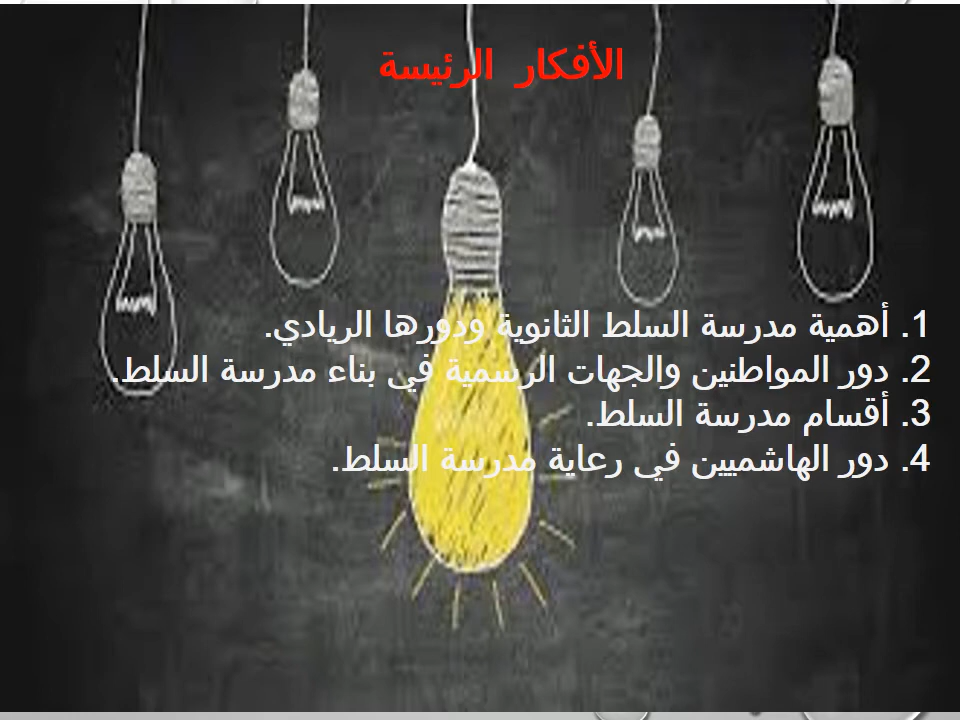 الأفكار الرئيسة
1. أهمية مدرسة السلط الثانوية ودورها الريادي.
2. دور المواطنين والجهات الرسمية في بناء مدرسة السلط.
3. أقسام مدرسة السلط.
4. دور الهاشميين في رعاية مدرسة السلط.